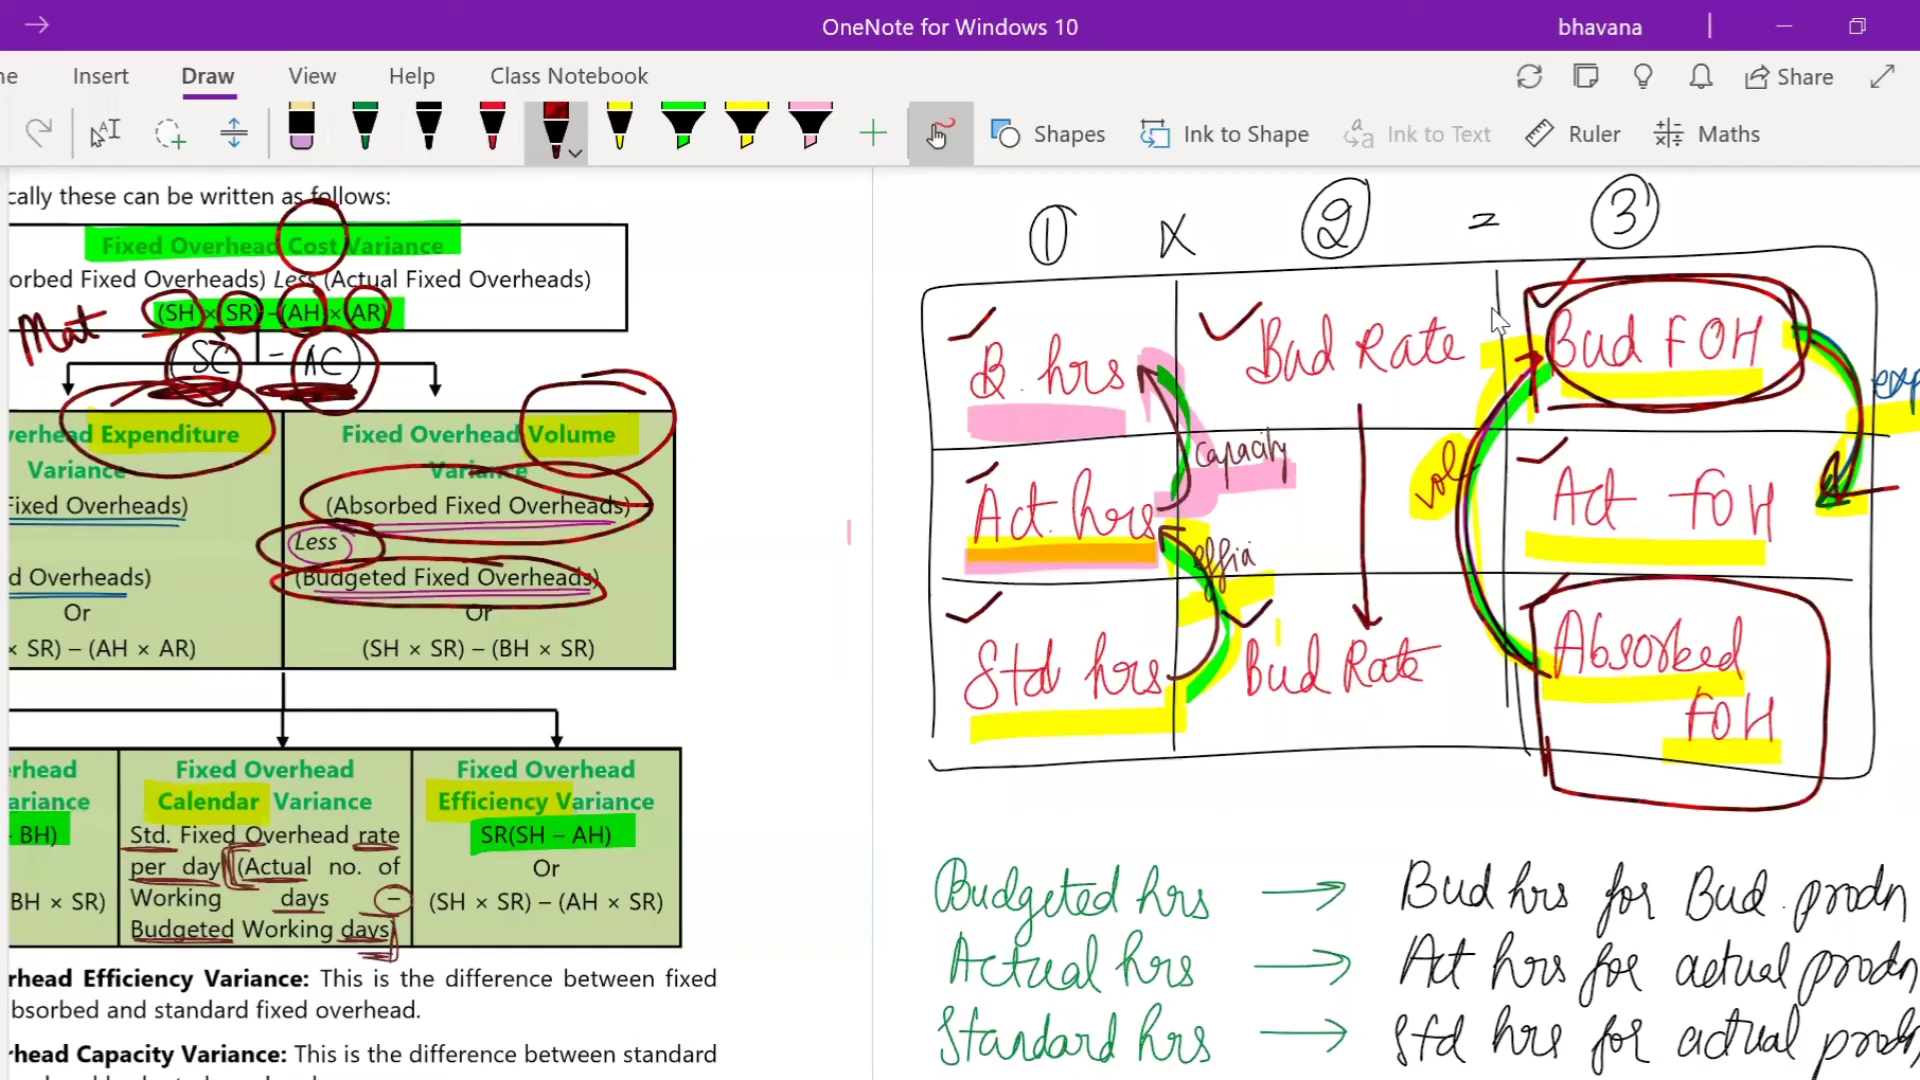 OneNote for Windows 10
bhavana
Insert Draw View Help Class Notebook
Share
Shapes Ink to Shape Ink to Text Ruler Maths
cally these can be written as follows:
Fixed Overhead Cost Variance
orbed Fixed Overheads) Less (Actual Fixed Overheads)
(SH × SR) – (AH × AR)
Mat
SC - AC
verhead Expenditure
Variance
Fixed Overheads)
d Overheads)
Or
× SR) – (AH × AR)
Fixed Overhead Volume
Variance
(Absorbed Fixed Overheads)
Less
(Budgeted Fixed Overheads)
Or
(SH × SR) – (BH × SR)
rhead
ariance
- BH)
BH × SR)
Fixed Overhead
Calendar Variance
Std. Fixed Overhead rate
per day (Actual no. of
Working days –
Budgeted Working days)
Fixed Overhead
Efficiency Variance
SR(SH – AH)
Or
(SH × SR) – (AH × SR)
rhead Efficiency Variance: This is the difference between fixed
bsorbed and standard fixed overhead.
rhead Capacity Variance: This is the difference between standard
1 x 2 = 3
B. hrs Bud Rate Bud FOH
exp
capacity
vol
Act. hrs Act FOH
effia
Std hrs Bud Rate Absorbed
FOH
Budgeted hrs → Bud hrs for Bud. prodn
Actual hrs → Act hrs for actual prodn
Standard hrs → Std hrs for actual prodn